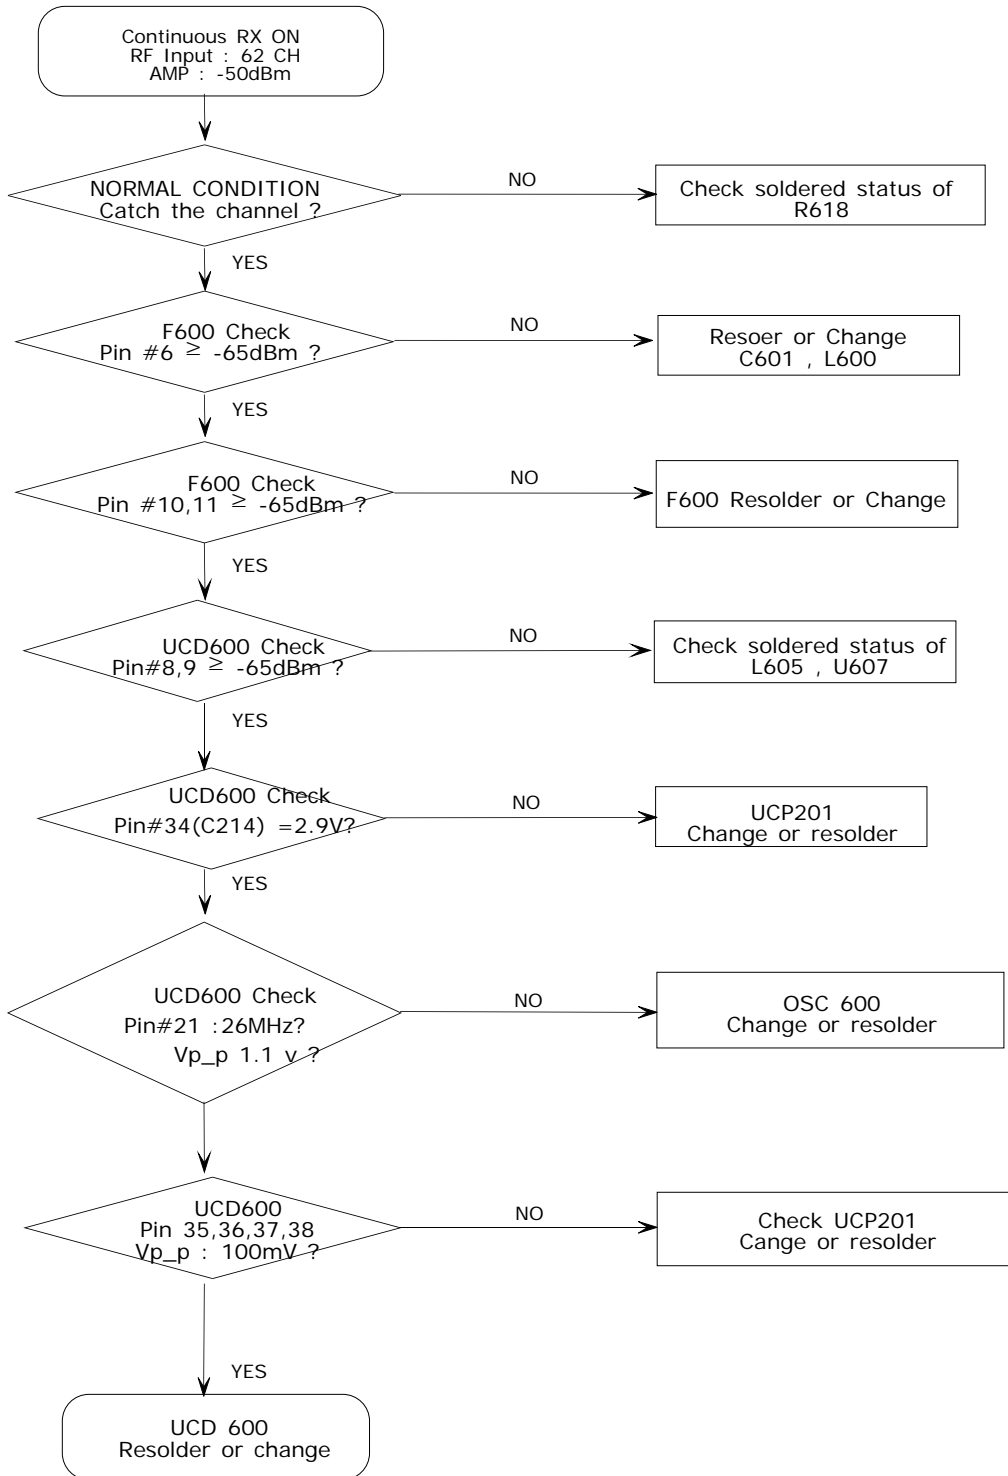 Continuous RX ON
RF Input : 62 CH
AMP : -50dBm
NORMAL CONDITION
Catch the channel ?
NO
Check soldered status of
R618
YES
F600 Check
Pin #6 ≥ -65dBm ?
NO
Resoer or Change
C601 , L600
YES
F600 Check
Pin #10,11 ≥ -65dBm ?
NO
F600 Resolder or Change
YES
UCD600 Check
Pin#8,9 ≥ -65dBm ?
NO
Check soldered status of
L605 , U607
YES
UCD600 Check
Pin#34(C214) =2.9V?
NO
UCP201
Change or resolder
YES
UCD600 Check
Pin#21 :26MHz?
Vp_p 1.1 v ?
NO
OSC 600
Change or resolder
UCD600
Pin 35,36,37,38
Vp_p : 100mV ?
NO
Check UCP201
Cange or resolder
YES
UCD 600
Resolder or change